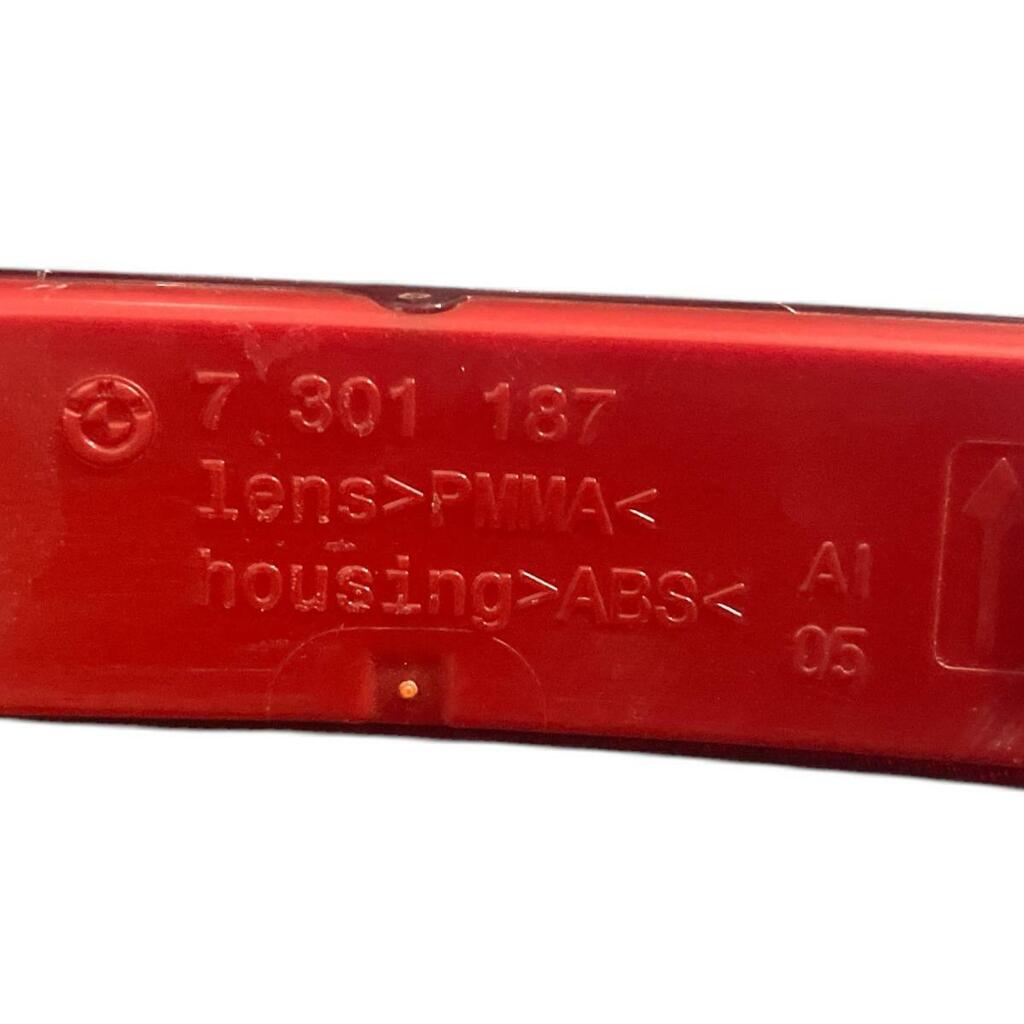 7 301 187
lens>PMMA<
housing>ABS<
AI
05